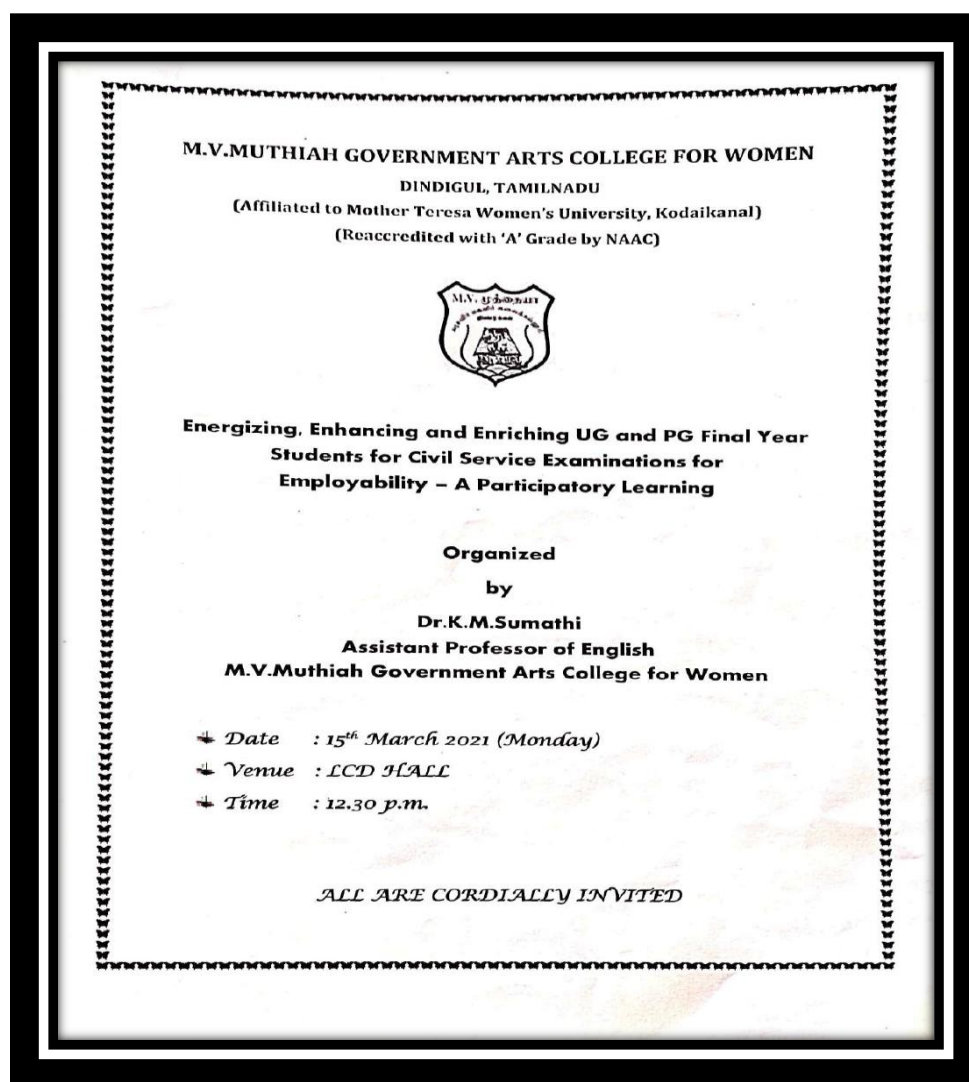 M.V.MUTHIAH GOVERNMENT ARTS COLLEGE FOR WOMEN
DINDIGUL, TAMILNADU
(Affiliated to Mother Teresa Women's University, Kodaikanal)
(Reaccredited with 'A' Grade by NAAC)
M.V. முத்தையா
Energizing, Enhancing and Enriching UG and PG Final Year
Students for Civil Service Examinations for
Employability – A Participatory Learning
Organized
by
Dr.K.M.Sumathi
Assistant Professor of English
M.V.Muthiah Government Arts College for Women
Date : 15th March 2021 (Monday)
Venue : LCD HALL
Time : 12.30 p.m.
ALL ARE CORDIALLY INVITED